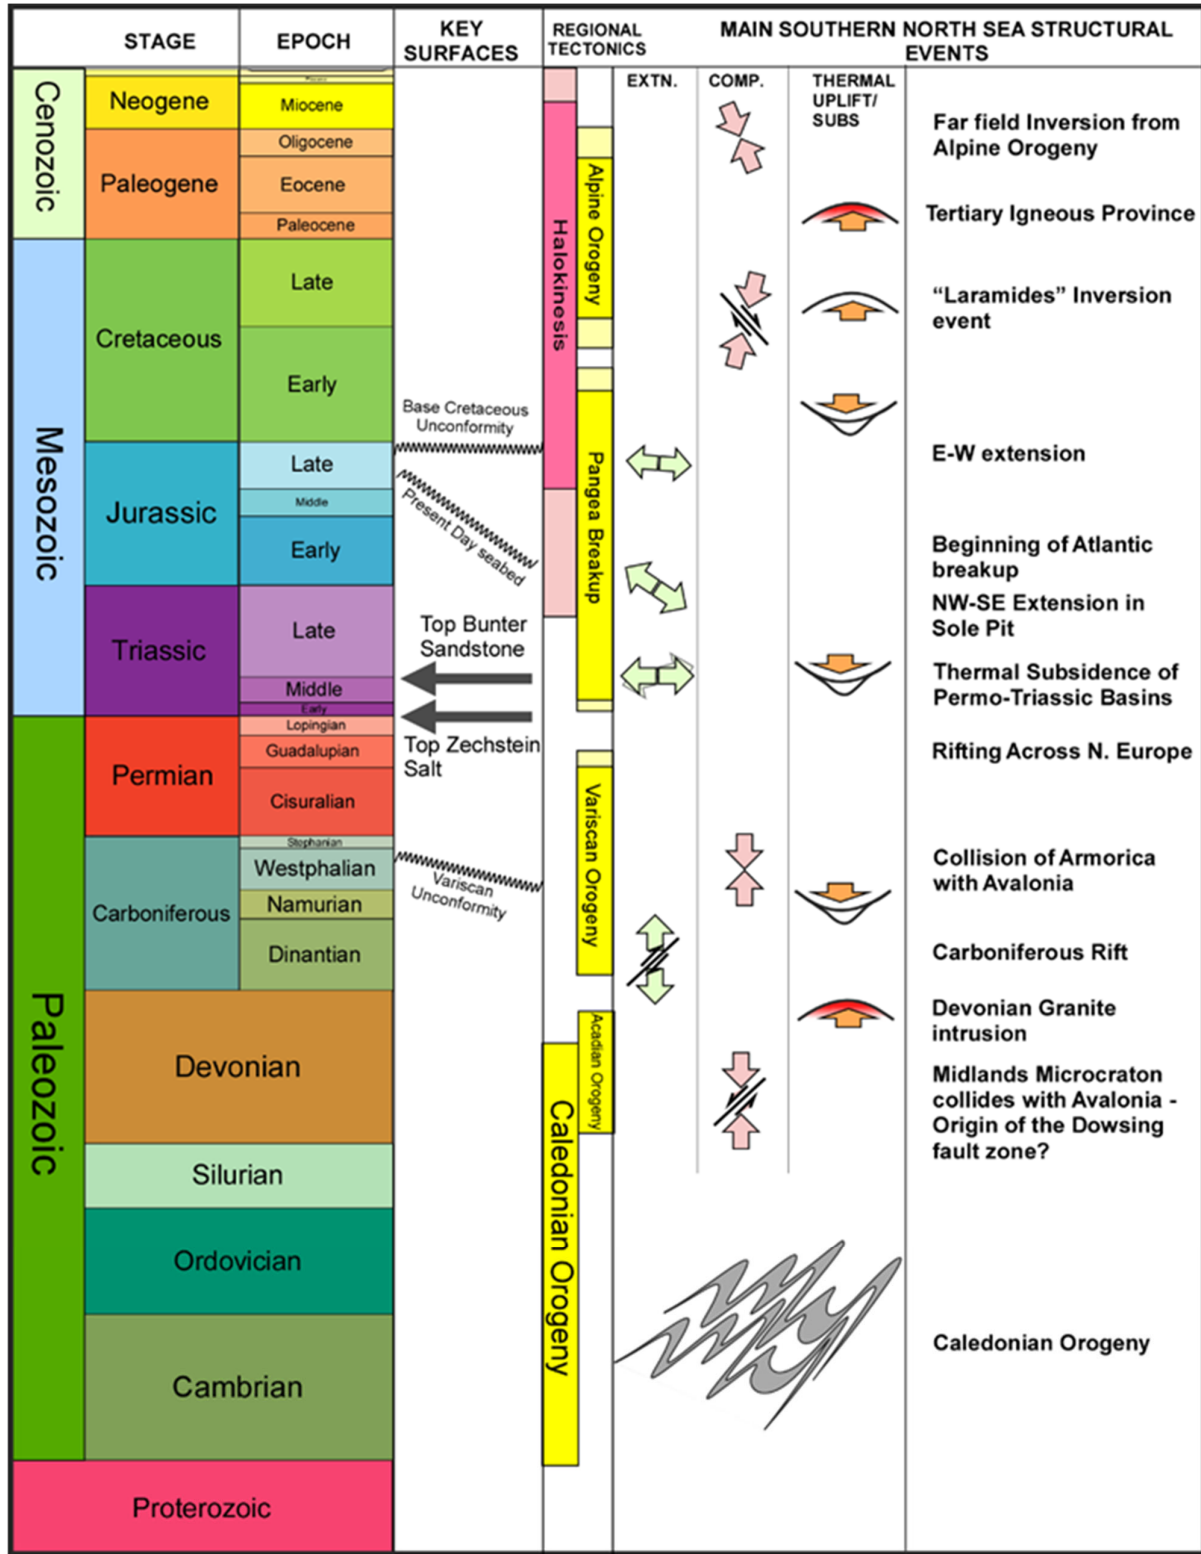 STAGE
EPOCH
KEY
SURFACES
REGIONAL
TECTONICS
MAIN SOUTHERN NORTH SEA STRUCTURAL
EVENTS
EXTN.
COMP.
THERMAL
UPLIFT/
SUBS
Cenozoic
Mesozoic
Paleozoic
Neogene
Paleogene
Cretaceous
Jurassic
Triassic
Permian
Carboniferous
Devonian
Silurian
Ordovician
Cambrian
Proterozoic
Miocene
Oligocene
Eocene
Paleocene
Late
Early
Late
Middle
Early
Late
Middle
Early
Lopingian
Guadalupian
Cisuralian
Stephanian
Westphalian
Namurian
Dinantian
Base Cretaceous
Unconformity
Present Day seabed
Top Bunter
Sandstone
Top Zechstein
Salt
Variscan
Unconformity
Halokinesis
Alpine Orogeny
Pangea Breakup
Variscan Orogeny
Acadian Orogeny
Caledonian Orogeny
Far field Inversion from
Alpine Orogeny
Tertiary Igneous Province
“Laramides” Inversion
event
E-W extension
Beginning of Atlantic
breakup
NW-SE Extension in
Sole Pit
Thermal Subsidence of
Permo-Triassic Basins
Rifting Across N. Europe
Collision of Armorica
with Avalonia
Carboniferous Rift
Devonian Granite
intrusion
Midlands Microcraton
collides with Avalonia -
Origin of the Dowsing
fault zone?
Caledonian Orogeny